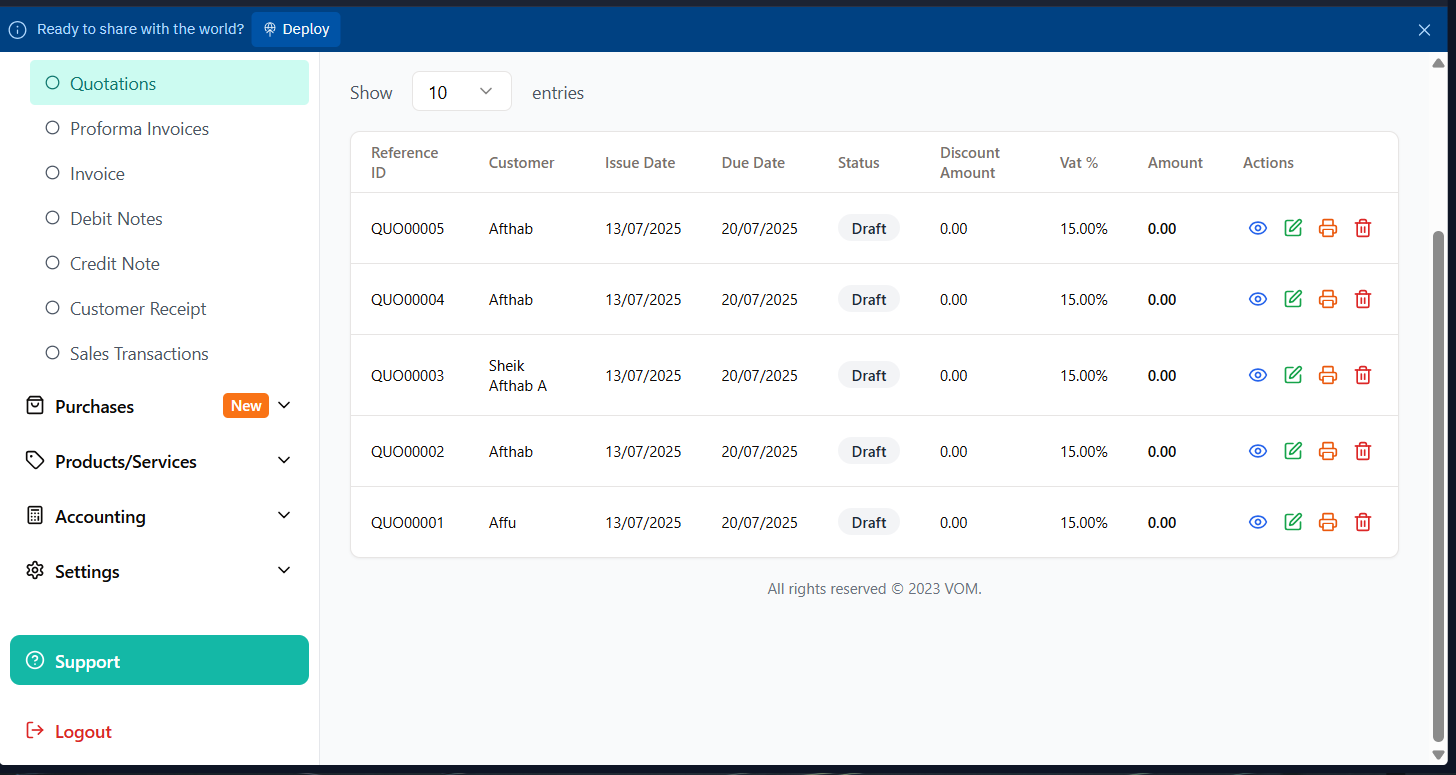 Ready to share with the world? Deploy
Quotations
Proforma Invoices
Invoice
Debit Notes
Credit Note
Customer Receipt
Sales Transactions
Purchases New
Products/Services
Accounting
Settings
Support
Logout
Show 10 entries
Reference ID Customer Issue Date Due Date Status Discount Amount Vat % Amount Actions
QUO00005 Afthab 13/07/2025 20/07/2025 Draft 0.00 15.00% 0.00
QUO00004 Afthab 13/07/2025 20/07/2025 Draft 0.00 15.00% 0.00
QUO00003 Sheik Afthab A 13/07/2025 20/07/2025 Draft 0.00 15.00% 0.00
QUO00002 Afthab 13/07/2025 20/07/2025 Draft 0.00 15.00% 0.00
QUO00001 Affu 13/07/2025 20/07/2025 Draft 0.00 15.00% 0.00
All rights reserved © 2023 VOM.